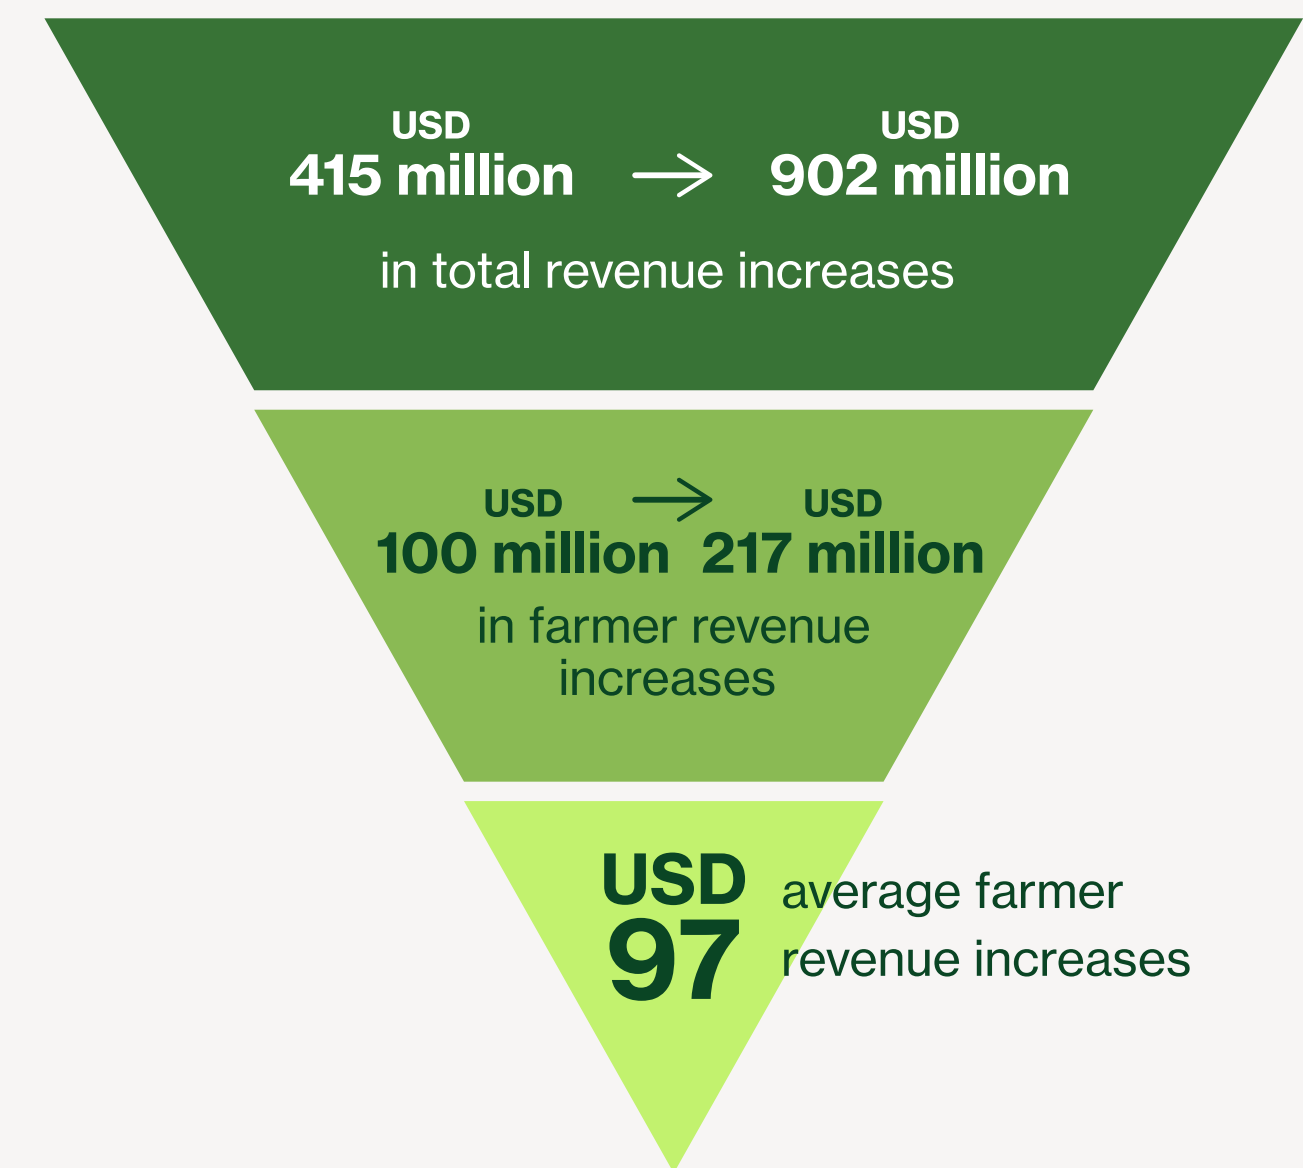 USD USD
415 million → 902 million
in total revenue increases
USD → USD
100 million 217 million
in farmer revenue
increases
USD
97
average farmer
revenue increases